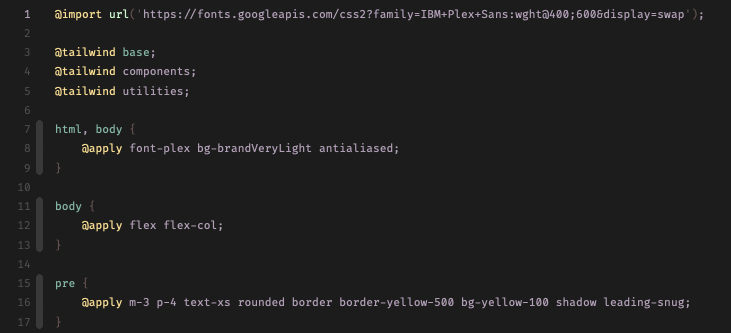 1 @import url('https://fonts.googleapis.com/css2?family=IBM+Plex+Sans:wght@400;600&display=swap');
2
3 @tailwind base;
4 @tailwind components;
5 @tailwind utilities;
6
7 html, body {
8     @apply font-plex bg-brandVeryLight antialiased;
9 }
10
11 body {
12     @apply flex flex-col;
13 }
14
15 pre {
16     @apply m-3 p-4 text-xs rounded border border-yellow-500 bg-yellow-100 shadow leading-snug;
17 }